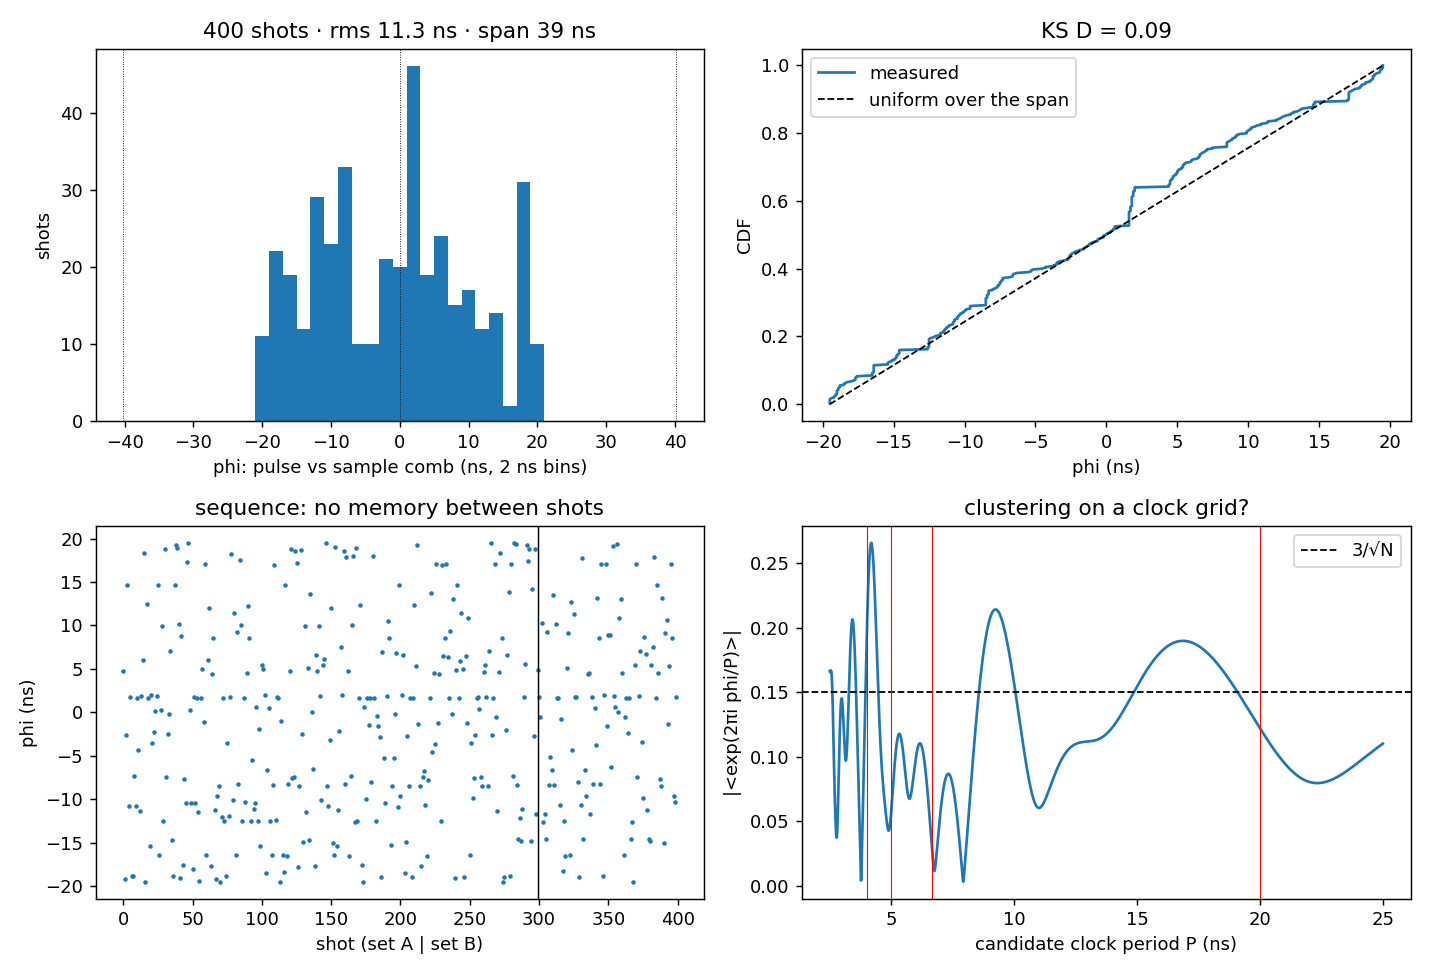 400 shots · rms 11.3 ns · span 39 ns
shots
40
30
20
10
0
−40 −30 −20 −10 0 10 20 30 40
phi: pulse vs sample comb (ns, 2 ns bins)
KS D = 0.09
measured
uniform over the span
CDF
1.0
0.8
0.6
0.4
0.2
0.0
−20 −15 −10 −5 0 5 10 15 20
phi (ns)
sequence: no memory between shots
phi (ns)
20
15
10
5
0
−5
−10
−15
−20
0 50 100 150 200 250 300 350 400
shot (set A | set B)
clustering on a clock grid?
3/√N
|<exp(2πi phi/P)>|
0.25
0.20
0.15
0.10
0.05
0.00
5 10 15 20 25
candidate clock period P (ns)